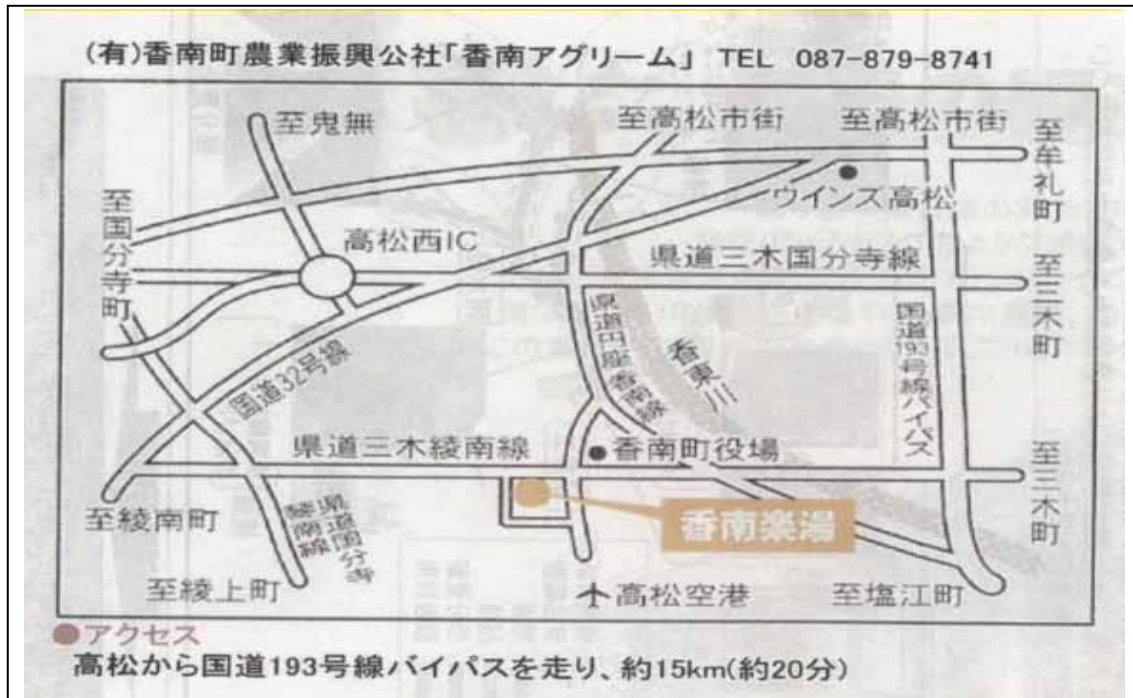 (有)香南町農業振興公社「香南アグリーム」 TEL 087-879-8741
至鬼無
至高松市街
至高松市街
至牟礼町
ウインズ高松
至国分寺町
高松西IC
県道三木国分寺線
至三木町
国道32号線
県道円座香南線
香東川
国道193号線バイパス
県道三木綾南線
香南町役場
至三木町
至綾南町
県道国分寺
香南楽湯
至綾上町
高松空港
至塩江町
●アクセス
高松から国道193号線バイパスを走り、約15km(約20分)